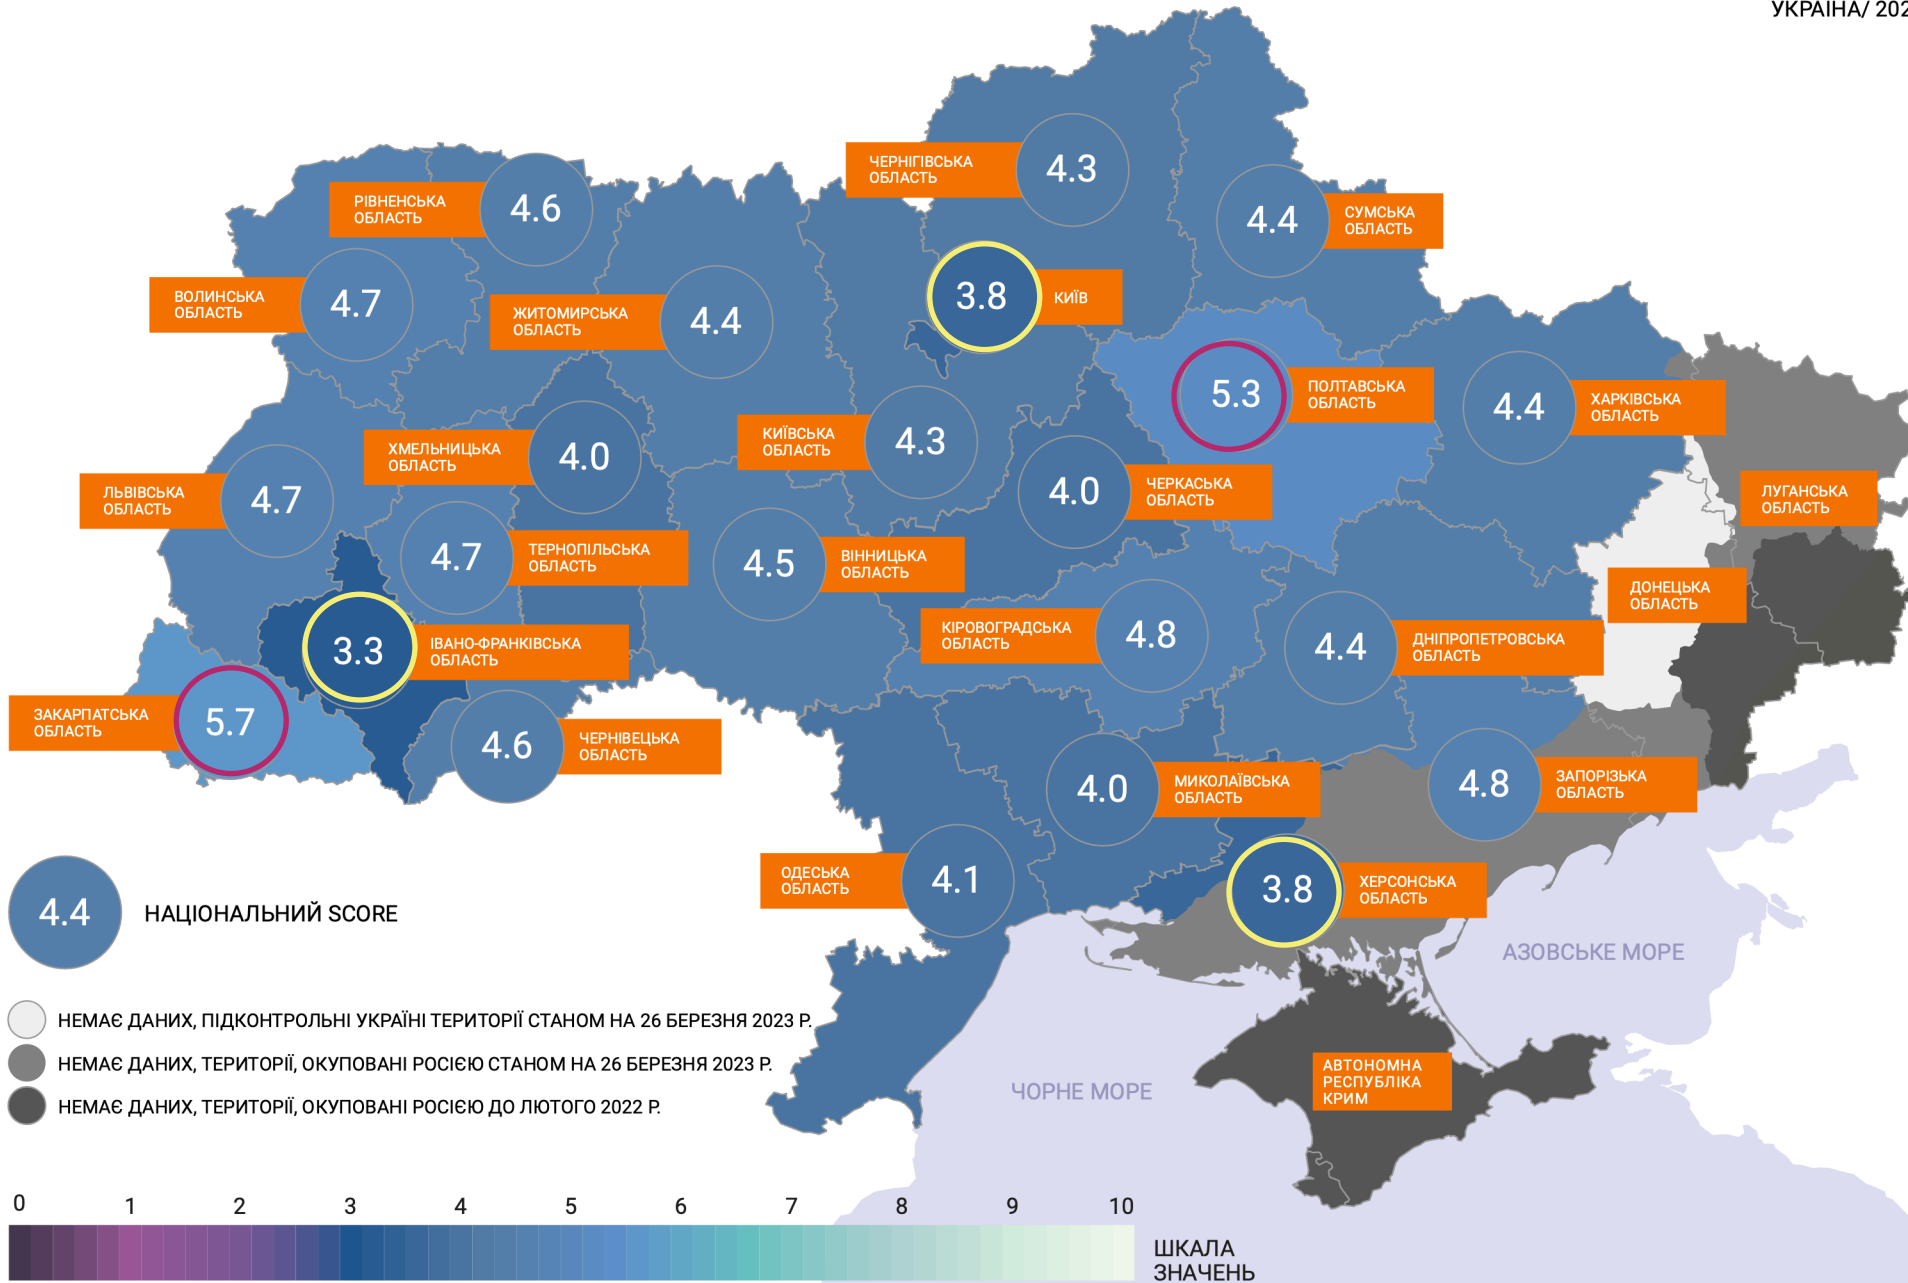 УКРАЇНА/ 202
ЧЕРНІГІВСЬКА
ОБЛАСТЬ
4.3
РІВНЕНСЬКА
ОБЛАСТЬ
4.6
4.4
СУМСЬКА
ОБЛАСТЬ
ВОЛИНСЬКА
ОБЛАСТЬ
4.7
ЖИТОМИРСЬКА
ОБЛАСТЬ
4.4
3.8
КИЇВ
5.3
ПОЛТАВСЬКА
ОБЛАСТЬ
4.4
ХАРКІВСЬКА
ОБЛАСТЬ
ХМЕЛЬНИЦЬКА
ОБЛАСТЬ
4.0
КИЇВСЬКА
ОБЛАСТЬ
4.3
ЛЬВІВСЬКА
ОБЛАСТЬ
4.7
4.0
ЧЕРКАСЬКА
ОБЛАСТЬ
ЛУГАНСЬКА
ОБЛАСТЬ
4.7
ТЕРНОПІЛЬСЬКА
ОБЛАСТЬ
4.5
ВІННИЦЬКА
ОБЛАСТЬ
ДОНЕЦЬКА
ОБЛАСТЬ
3.3
ІВАНО-ФРАНКІВСЬКА
ОБЛАСТЬ
КІРОВОГРАДСЬКА
ОБЛАСТЬ
4.8
4.4
ДНІПРОПЕТРОВСЬКА
ОБЛАСТЬ
ЗАКАРПАТСЬКА
ОБЛАСТЬ
5.7
4.6
ЧЕРНІВЕЦЬКА
ОБЛАСТЬ
4.0
МИКОЛАЇВСЬКА
ОБЛАСТЬ
4.8
ЗАПОРІЗЬКА
ОБЛАСТЬ
ОДЕСЬКА
ОБЛАСТЬ
4.1
3.8
ХЕРСОНСЬКА
ОБЛАСТЬ
4.4
НАЦІОНАЛЬНИЙ SCORE
АЗОВСЬКЕ МОРЕ
НЕМАЄ ДАНИХ, ПІДКОНТРОЛЬНІ УКРАЇНІ ТЕРИТОРІЇ СТАНОМ НА 26 БЕРЕЗНЯ 2023 Р.
НЕМАЄ ДАНИХ, ТЕРИТОРІЇ, ОКУПОВАНІ РОСІЄЮ СТАНОМ НА 26 БЕРЕЗНЯ 2023 Р.
НЕМАЄ ДАНИХ, ТЕРИТОРІЇ, ОКУПОВАНІ РОСІЄЮ ДО ЛЮТОГО 2022 Р.
ЧОРНЕ МОРЕ
АВТОНОМНА
РЕСПУБЛІКА
КРИМ
0 1 2 3 4 5 6 7 8 9 10
ШКАЛА
ЗНАЧЕНЬ